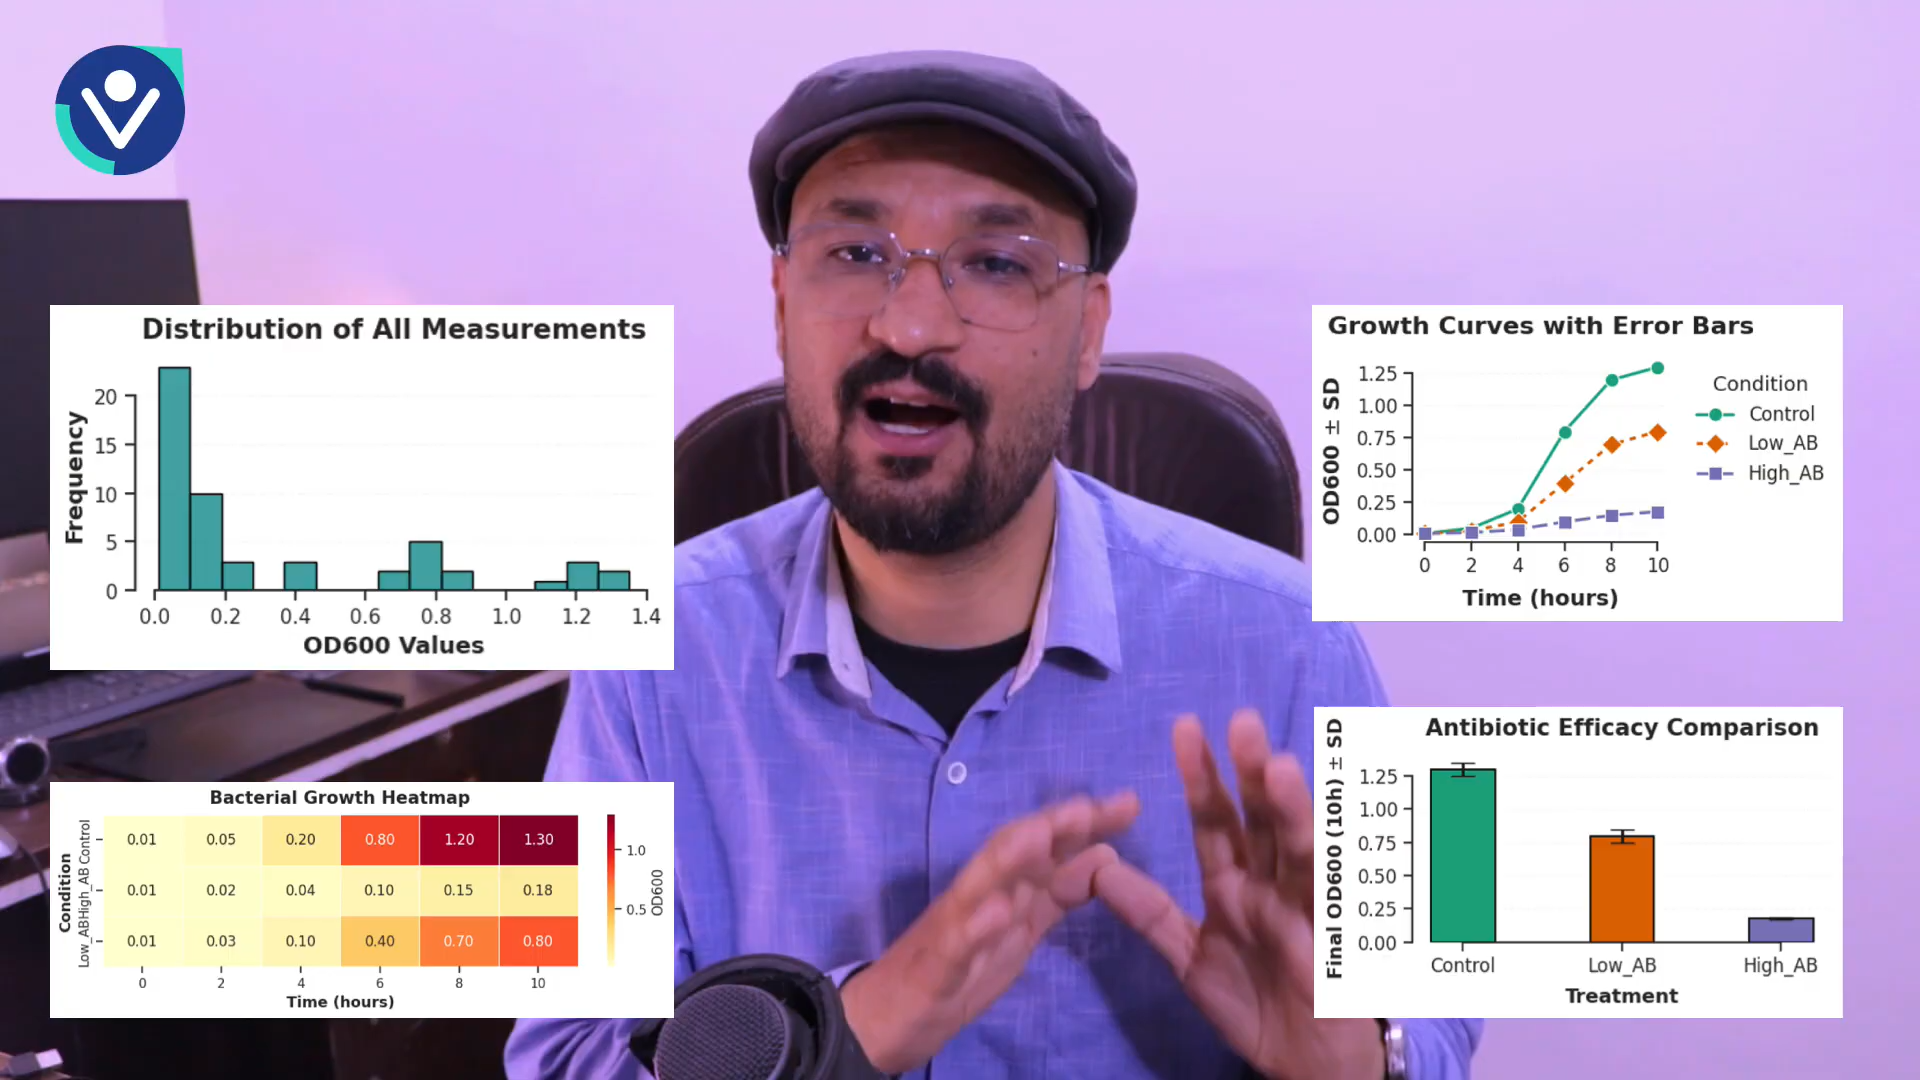 Distribution of All Measurements
Frequency
20
15
10
5
0
0.0 0.2 0.4 0.6 0.8 1.0 1.2 1.4
OD600 Values
Growth Curves with Error Bars
OD600 ± SD
1.25
1.00
0.75
0.50
0.25
0.00
0 2 4 6 8 10
Time (hours)
Condition
Control
Low_AB
High_AB
Bacterial Growth Heatmap
Condition
Control
High_AB
Low_AB
0.01 0.05 0.20 0.80 1.20 1.30
0.01 0.02 0.04 0.10 0.15 0.18
0.01 0.03 0.10 0.40 0.70 0.80
0 2 4 6 8 10
Time (hours)
1.0
0.5
OD600
Antibiotic Efficacy Comparison
Final OD600 (10h) ± SD
1.25
1.00
0.75
0.50
0.25
0.00
Control Low_AB High_AB
Treatment